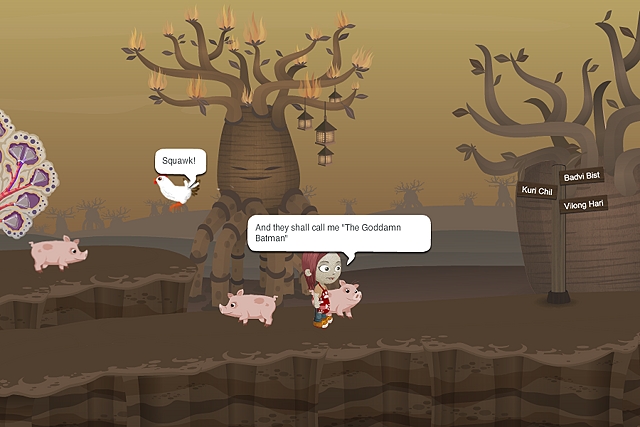 Squawk!
And they shall call me "The Goddamn
Batman"
Badvi Bist
Kuri Chil
Vilong Hari